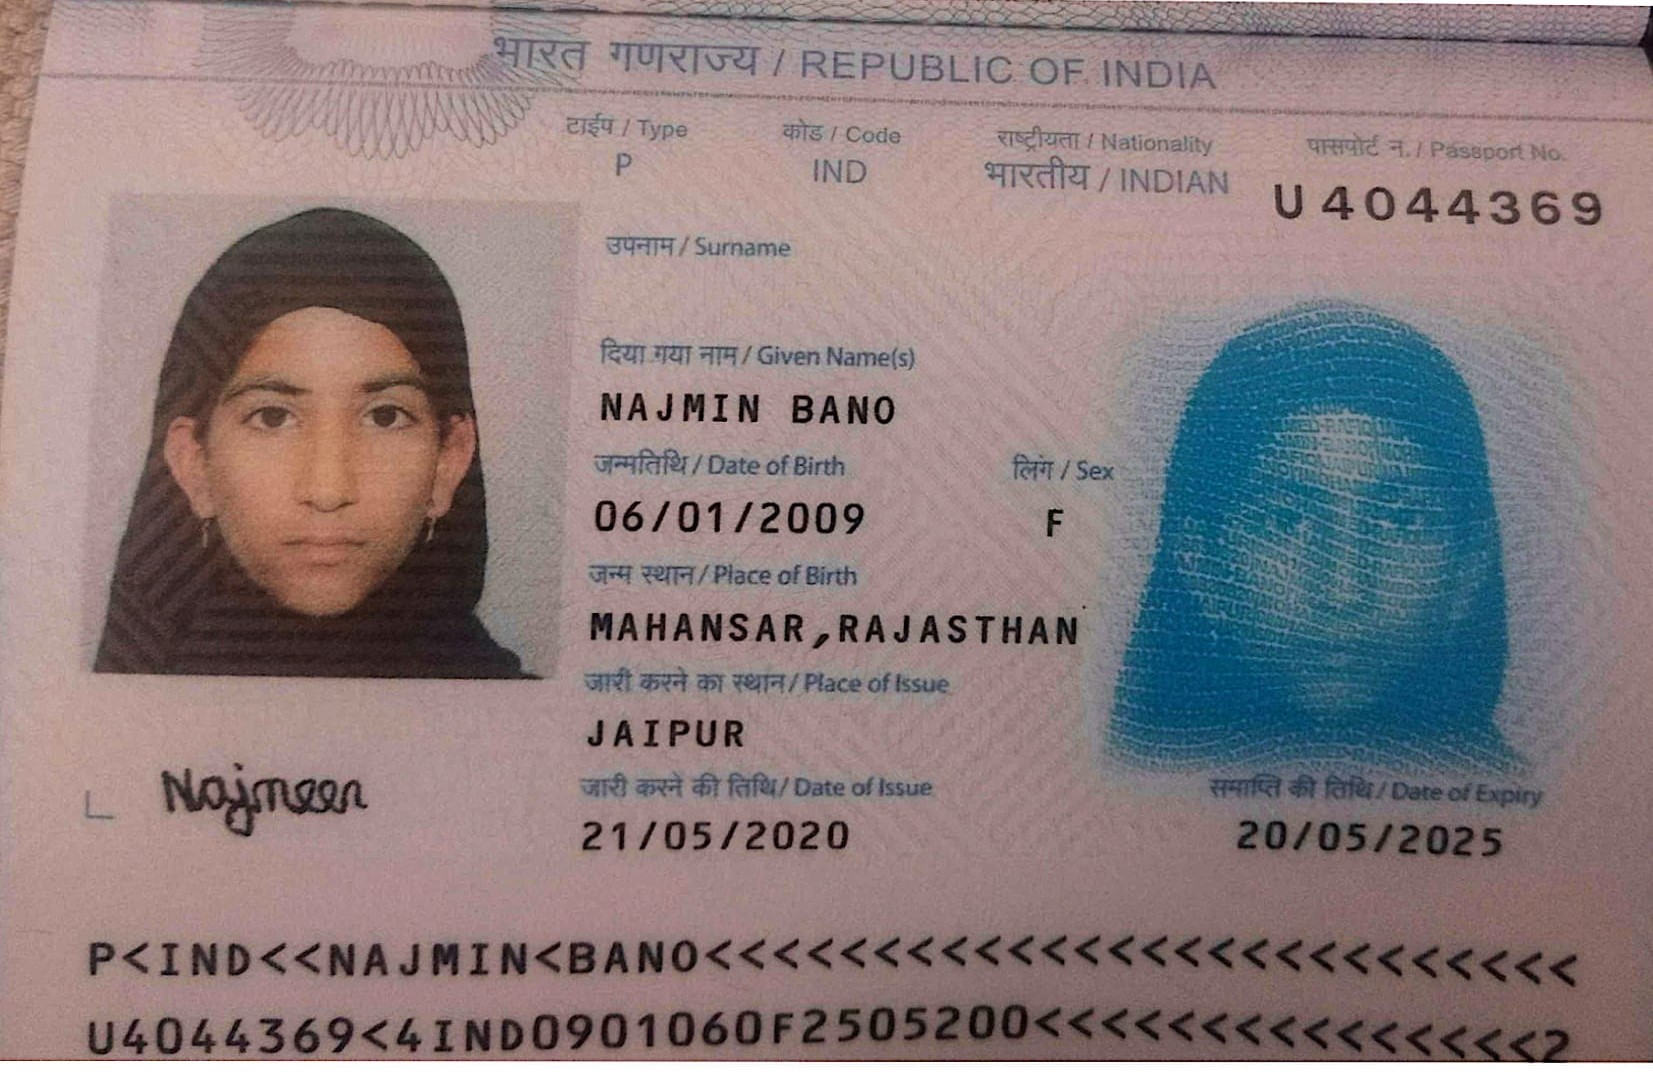 भारत गणराज्य / REPUBLIC OF INDIA
टाईप / Type कोड / Code राष्ट्रीयता / Nationality पासपोर्ट न. / Passport No.
P IND भारतीय / INDIAN U 4044369
उपनाम / Surname
दिया गया नाम / Given Name(s)
NAJMIN BANO
जन्मतिथि / Date of Birth लिंग / Sex
06/01/2009 F
जन्म स्थान / Place of Birth
MAHANSAR,RAJASTHAN
जारी करने का स्थान / Place of Issue
JAIPUR
Najmeen
जारी करने की तिथि / Date of Issue समाप्ति की तिथि / Date of Expiry
21/05/2020 20/05/2025
P<IND<<NAJMIN<BANO<<<<<<<<<<<<<<<<<<<<<<<<<<
U4044369<4IND0901060F2505200<<<<<<<<<<<<<<<2